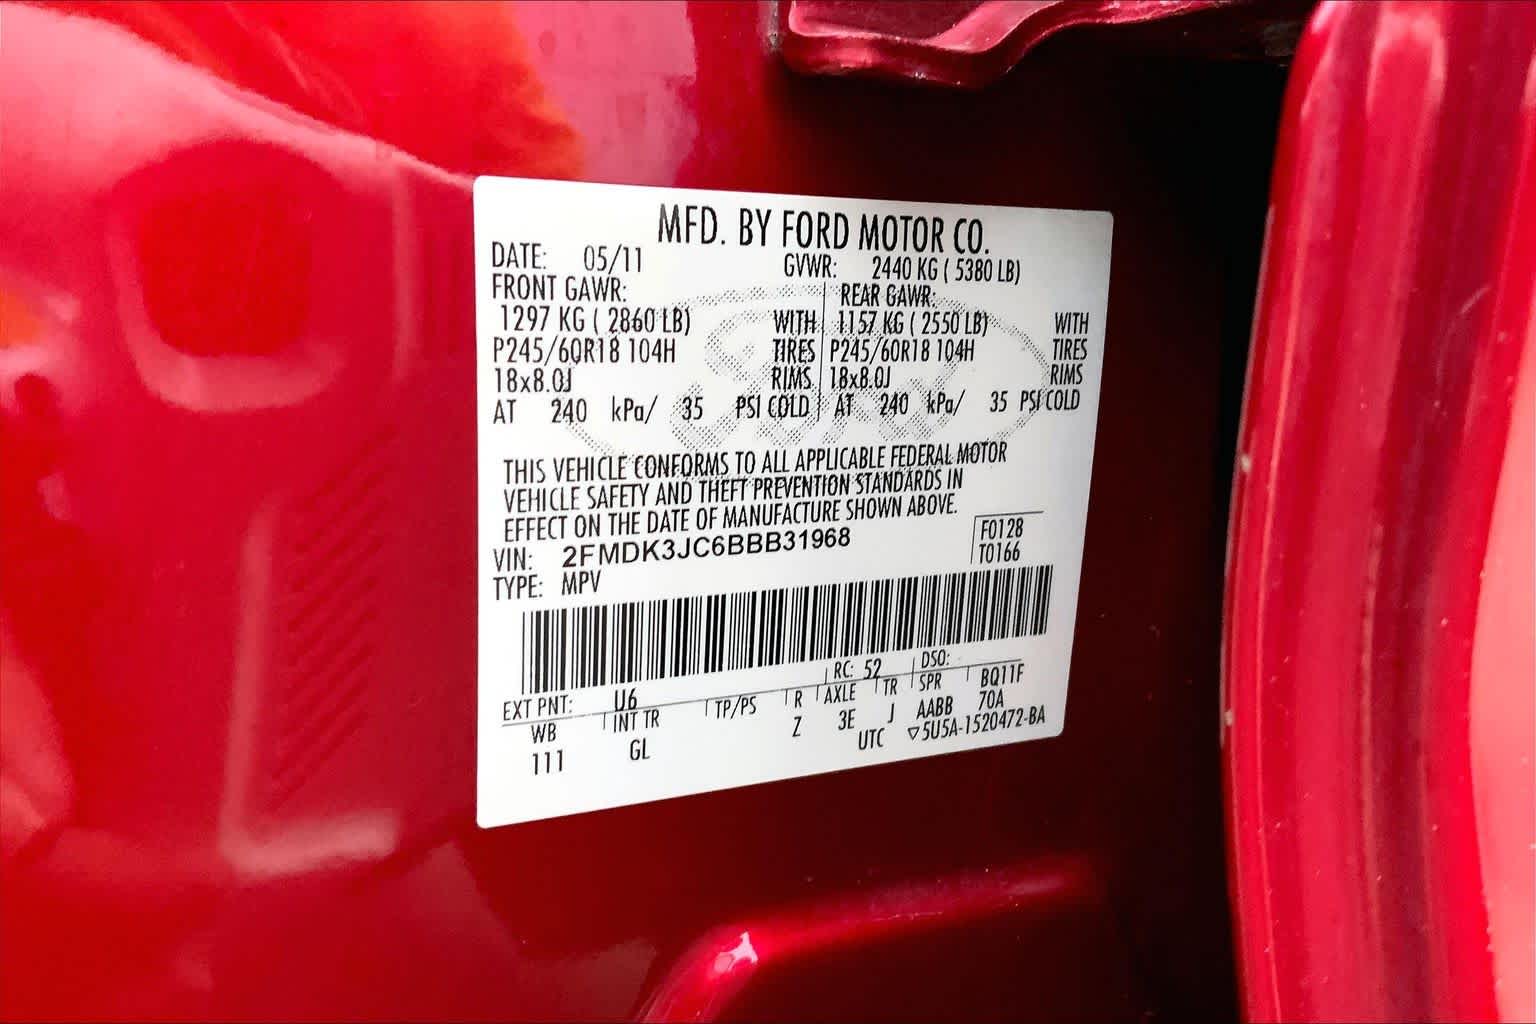 MFD. BY FORD MOTOR CO.
DATE: 05/11 GVWR: 2440 KG ( 5380 LB)
FRONT GAWR: REAR GAWR:
1297 KG ( 2860 LB) WITH 1157 KG ( 2550 LB) WITH
P245/60R18 104H TIRES P245/60R18 104H TIRES
18x8.0J RIMS 18x8.0J RIMS
AT 240 kPa/ 35 PSI COLD AT 240 kPa/ 35 PSI COLD
THIS VEHICLE CONFORMS TO ALL APPLICABLE FEDERAL MOTOR
VEHICLE SAFETY AND THEFT PREVENTION STANDARDS IN
EFFECT ON THE DATE OF MANUFACTURE SHOWN ABOVE.
VIN: 2FMDK3JC6BBB31968 F0128
TYPE: MPV T0166
EXT PNT: U6 RC: 52 DSO:
WB INT TR TP/PS R AXLE TR SPR BQ11F
111 GL Z 3E J AABB 70A
UTC ▽5U5A-1520472-BA